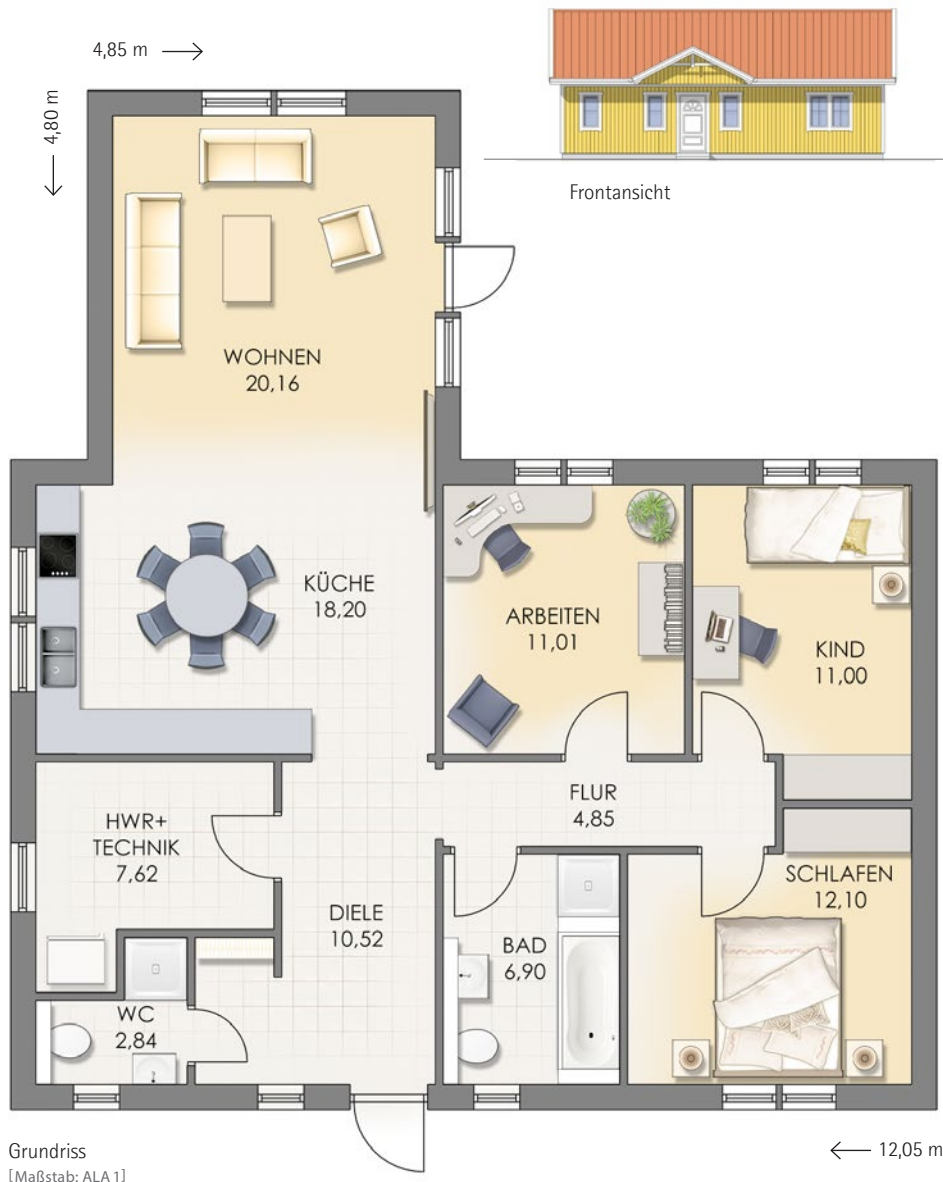 4,85 m
4,80 m
Frontansicht
WOHNEN
20,16
KÜCHE
18,20
ARBEITEN
11,01
KIND
11,00
FLUR
4,85
HWR+
TECHNIK
7,62
SCHLAFEN
12,10
DIELE
10,52
BAD
6,90
WC
2,84
Grundriss
[Maßstab: ALA 1]
12,05 m